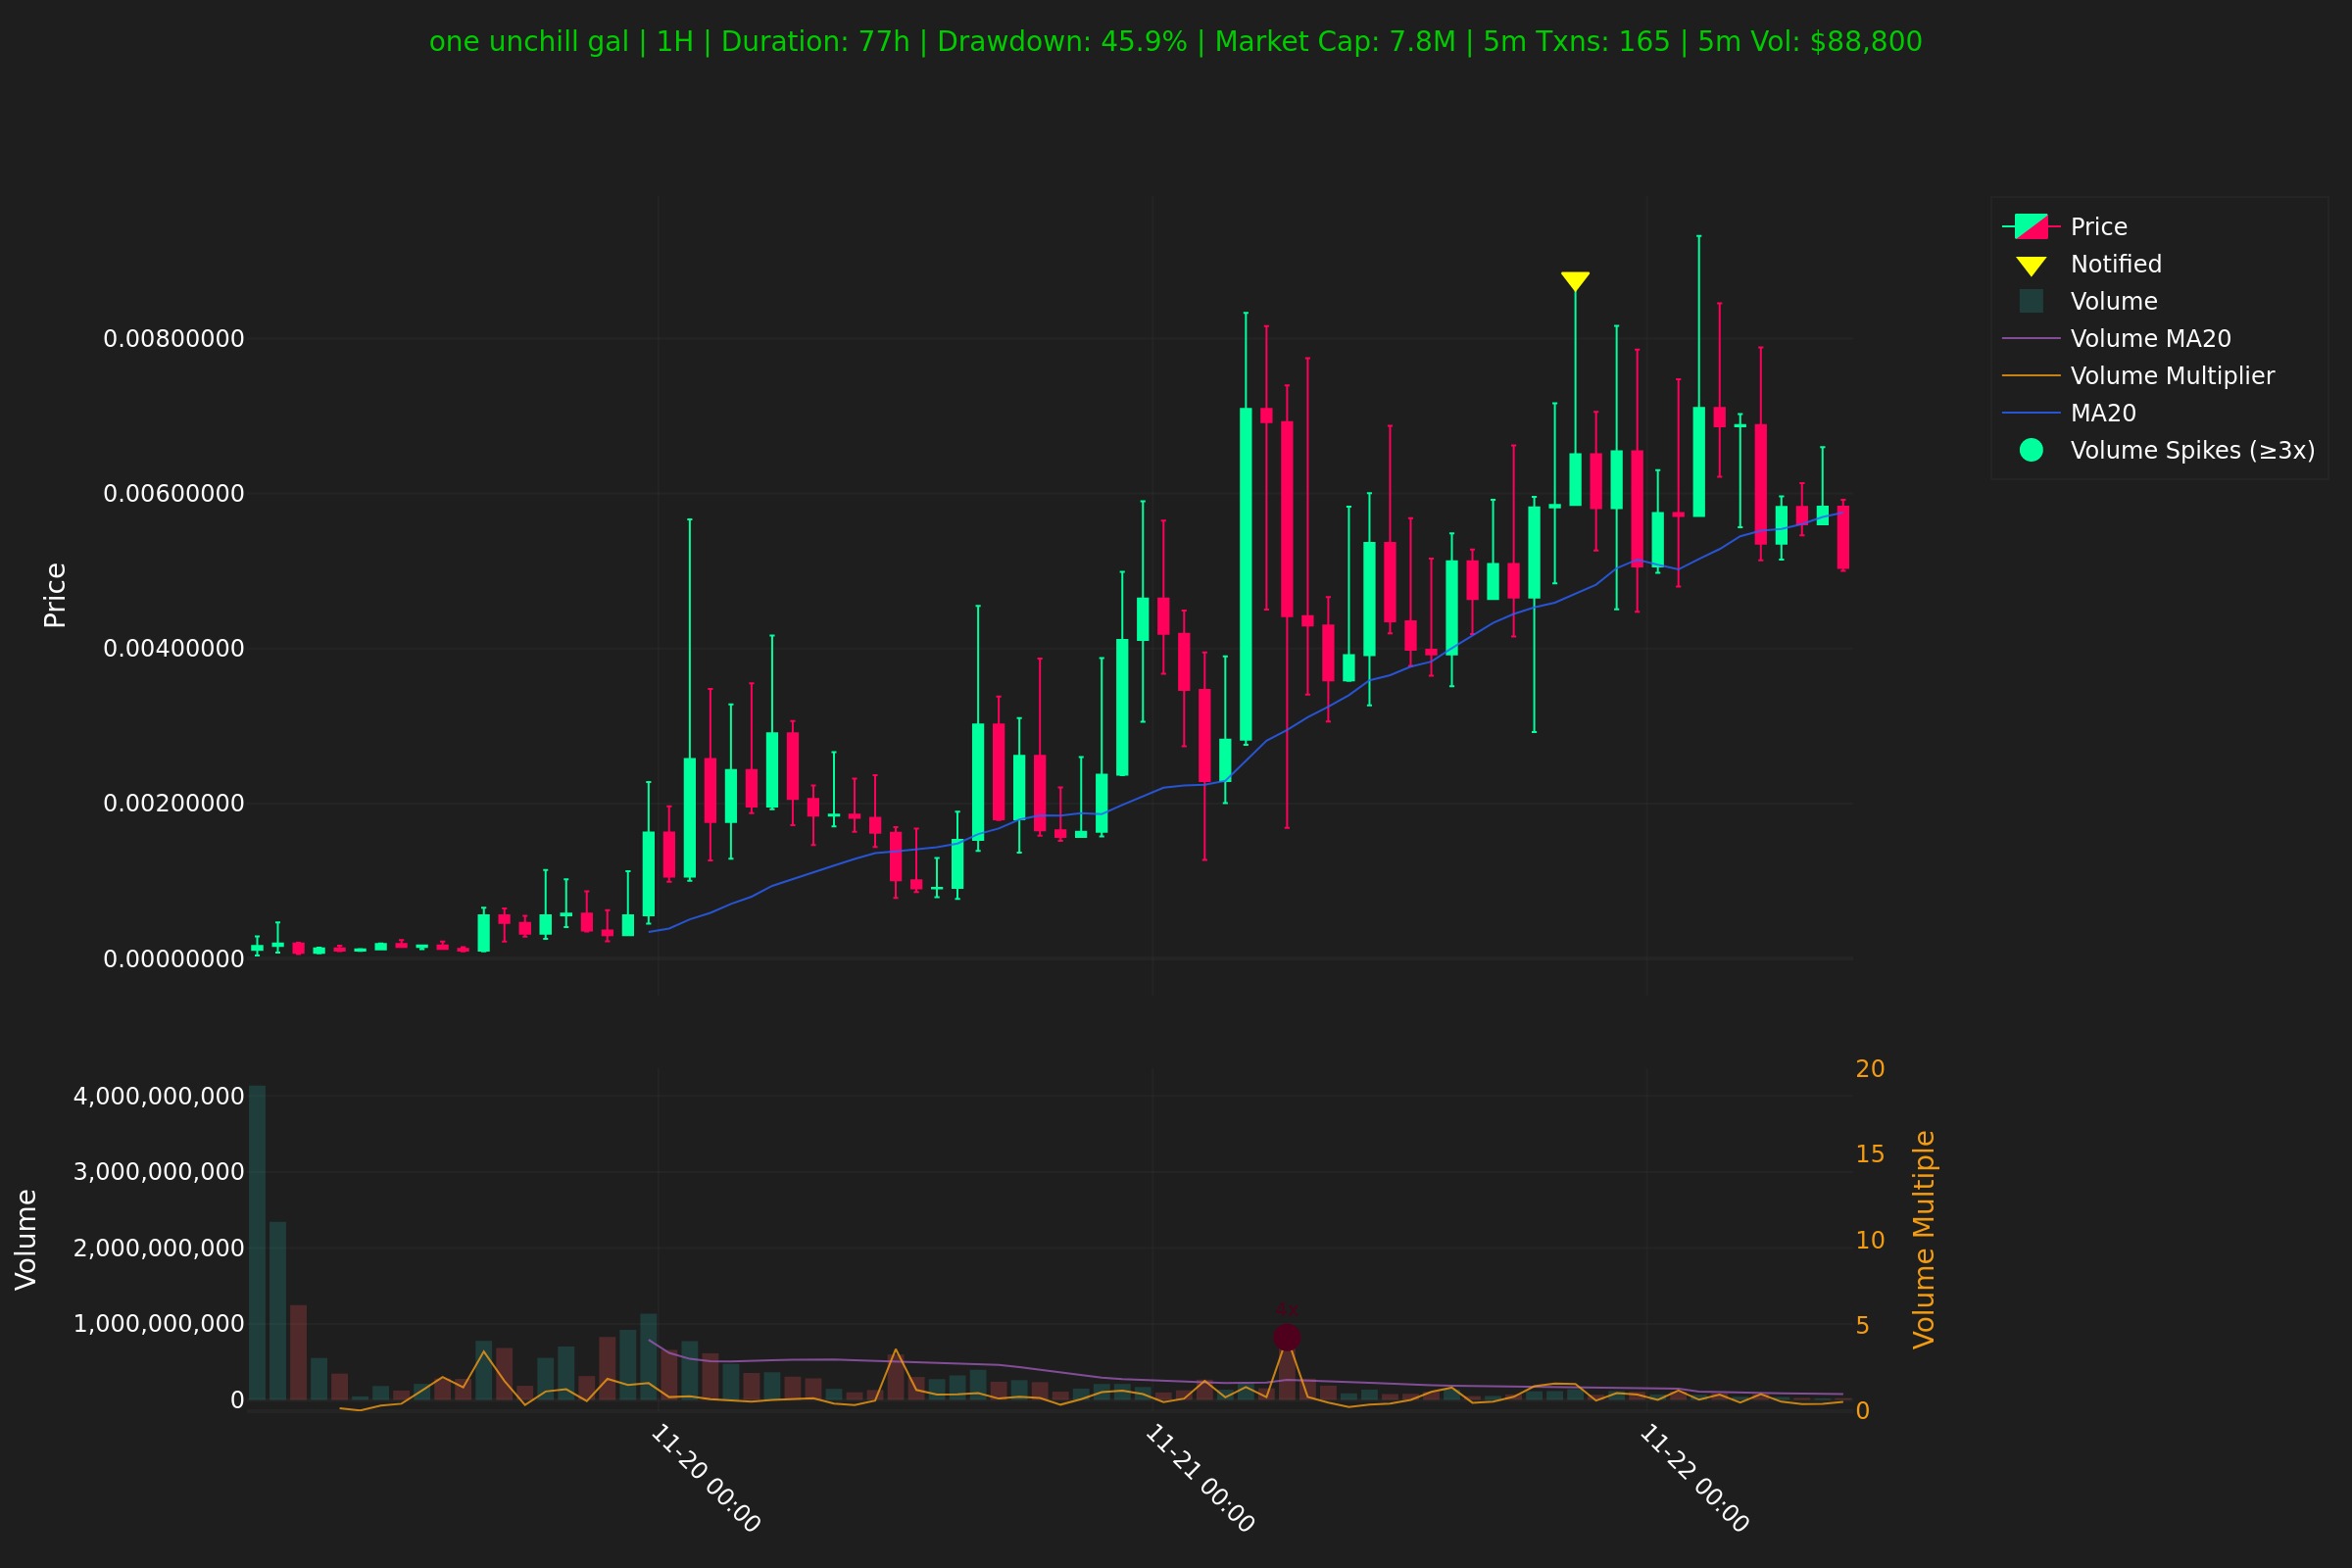 one unchill gal | 1H | Duration: 77h | Drawdown: 45.9% | Market Cap: 7.8M | 5m Txns: 165 | 5m Vol: $88,800
Price
Notified
Volume
Volume MA20
Volume Multiplier
MA20
Volume Spikes (≥3x)
Price
0.00800000
0.00600000
0.00400000
0.00200000
0.00000000
Volume
4,000,000,000
3,000,000,000
2,000,000,000
1,000,000,000
0
4x
20
15
10
5
0
Volume Multiple
11-20 00:00
11-21 00:00
11-22 00:00